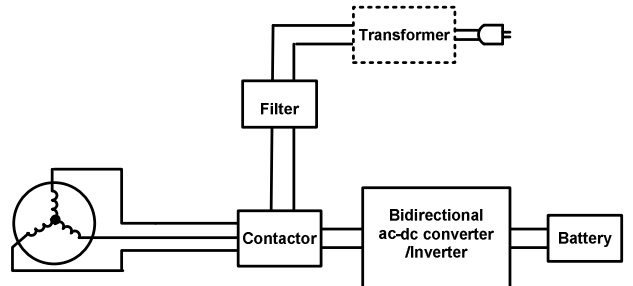 Transformer
Filter
Contactor
Bidirectional
ac-dc converter
/Inverter
Battery